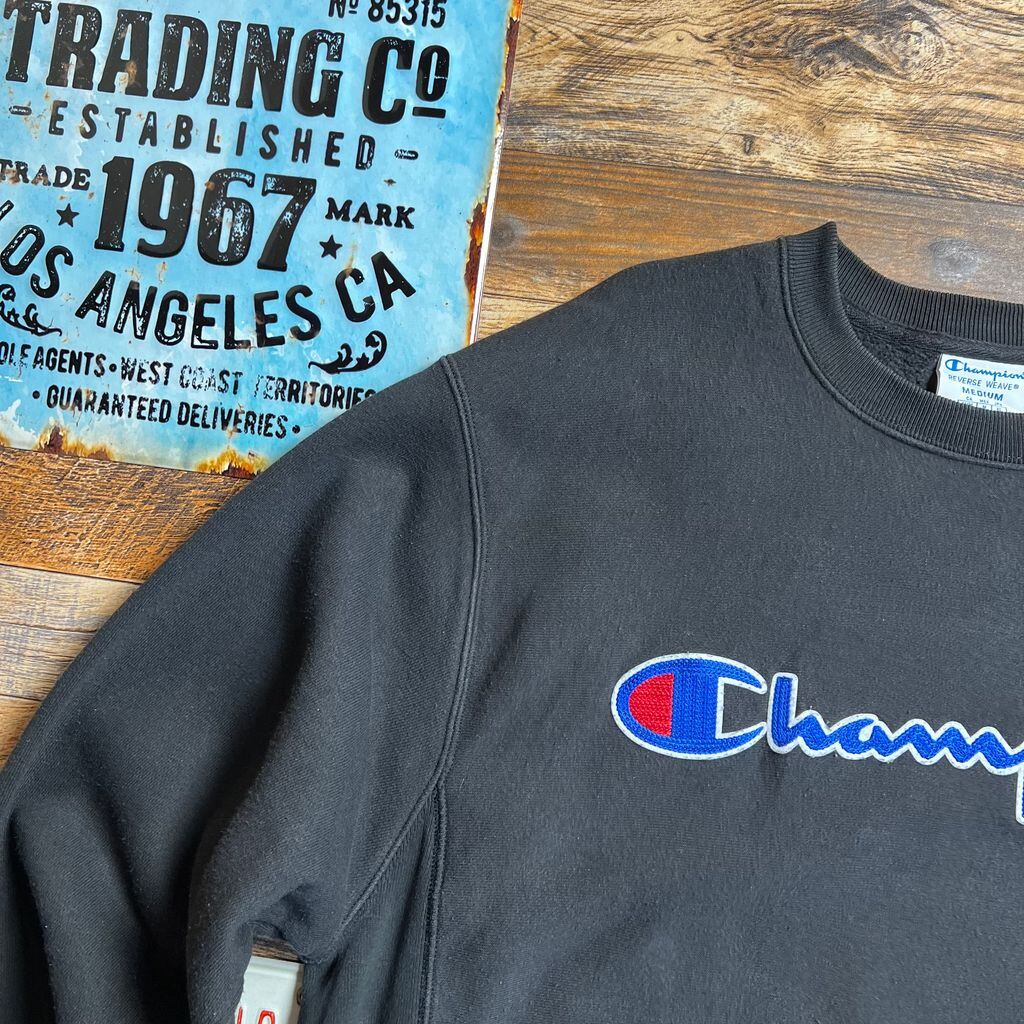 Nº 85315
TRADING Cº
- ESTABLISHED -
TRADE 1967 MARK
LOS ANGELES CA
SOLE AGENTS • WEST COAST TERRITORIES
• GUARANTEED DELIVERIES •
Champion
REVERSE WEAVE®
MEDIUM
Champ